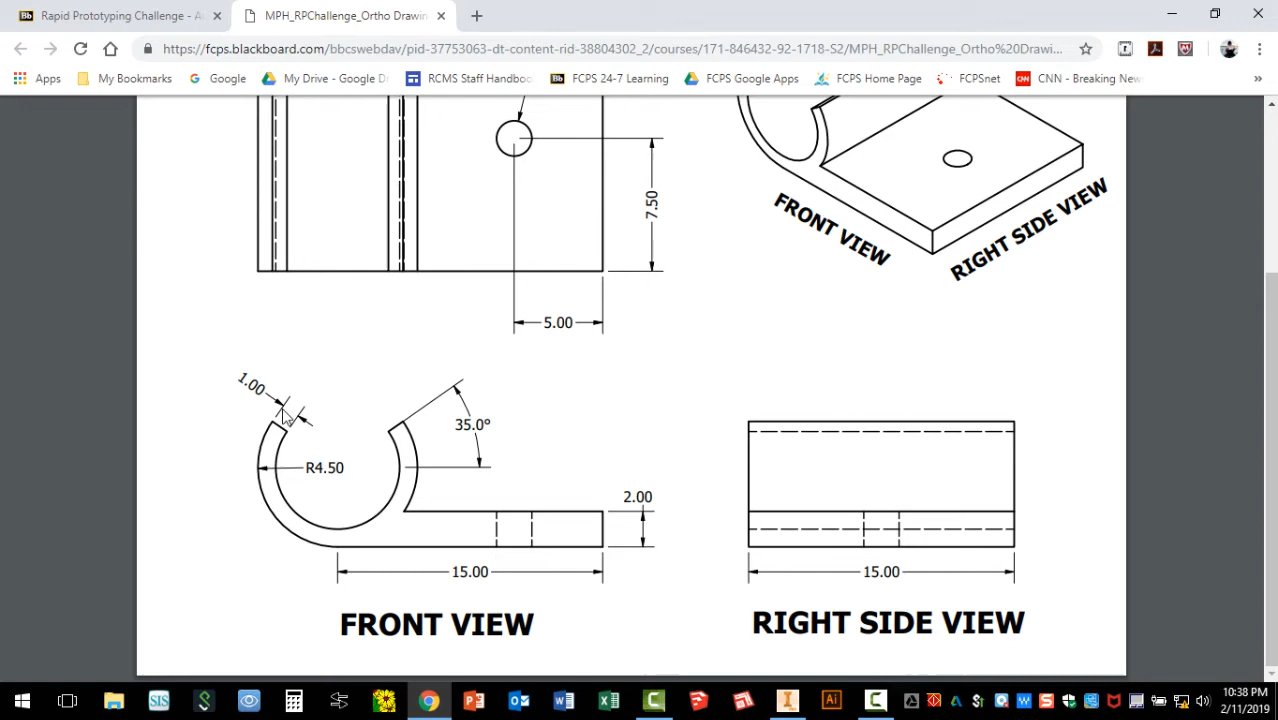 Rapid Prototyping Challenge - A
MPH_RPChallenge_Ortho Drawin
https://fcps.blackboard.com/bbcswebdav/pid-37753063-dt-content-rid-38804302_2/courses/171-846432-92-1718-S2/MPH_RPChallenge_Ortho%20Drawi...
Apps
My Bookmarks
Google
My Drive - Google D
RCMS Staff Handboo
FCPS 24-7 Learning
FCPS Google Apps
FCPS Home Page
FCPSnet
CNN - Breaking New
»
7.50
5.00
FRONT VIEW
RIGHT SIDE VIEW
1.00
35.0°
R4.50
2.00
15.00
15.00
FRONT VIEW
RIGHT SIDE VIEW
SIS
Ai
10:38 PM
2/11/2019